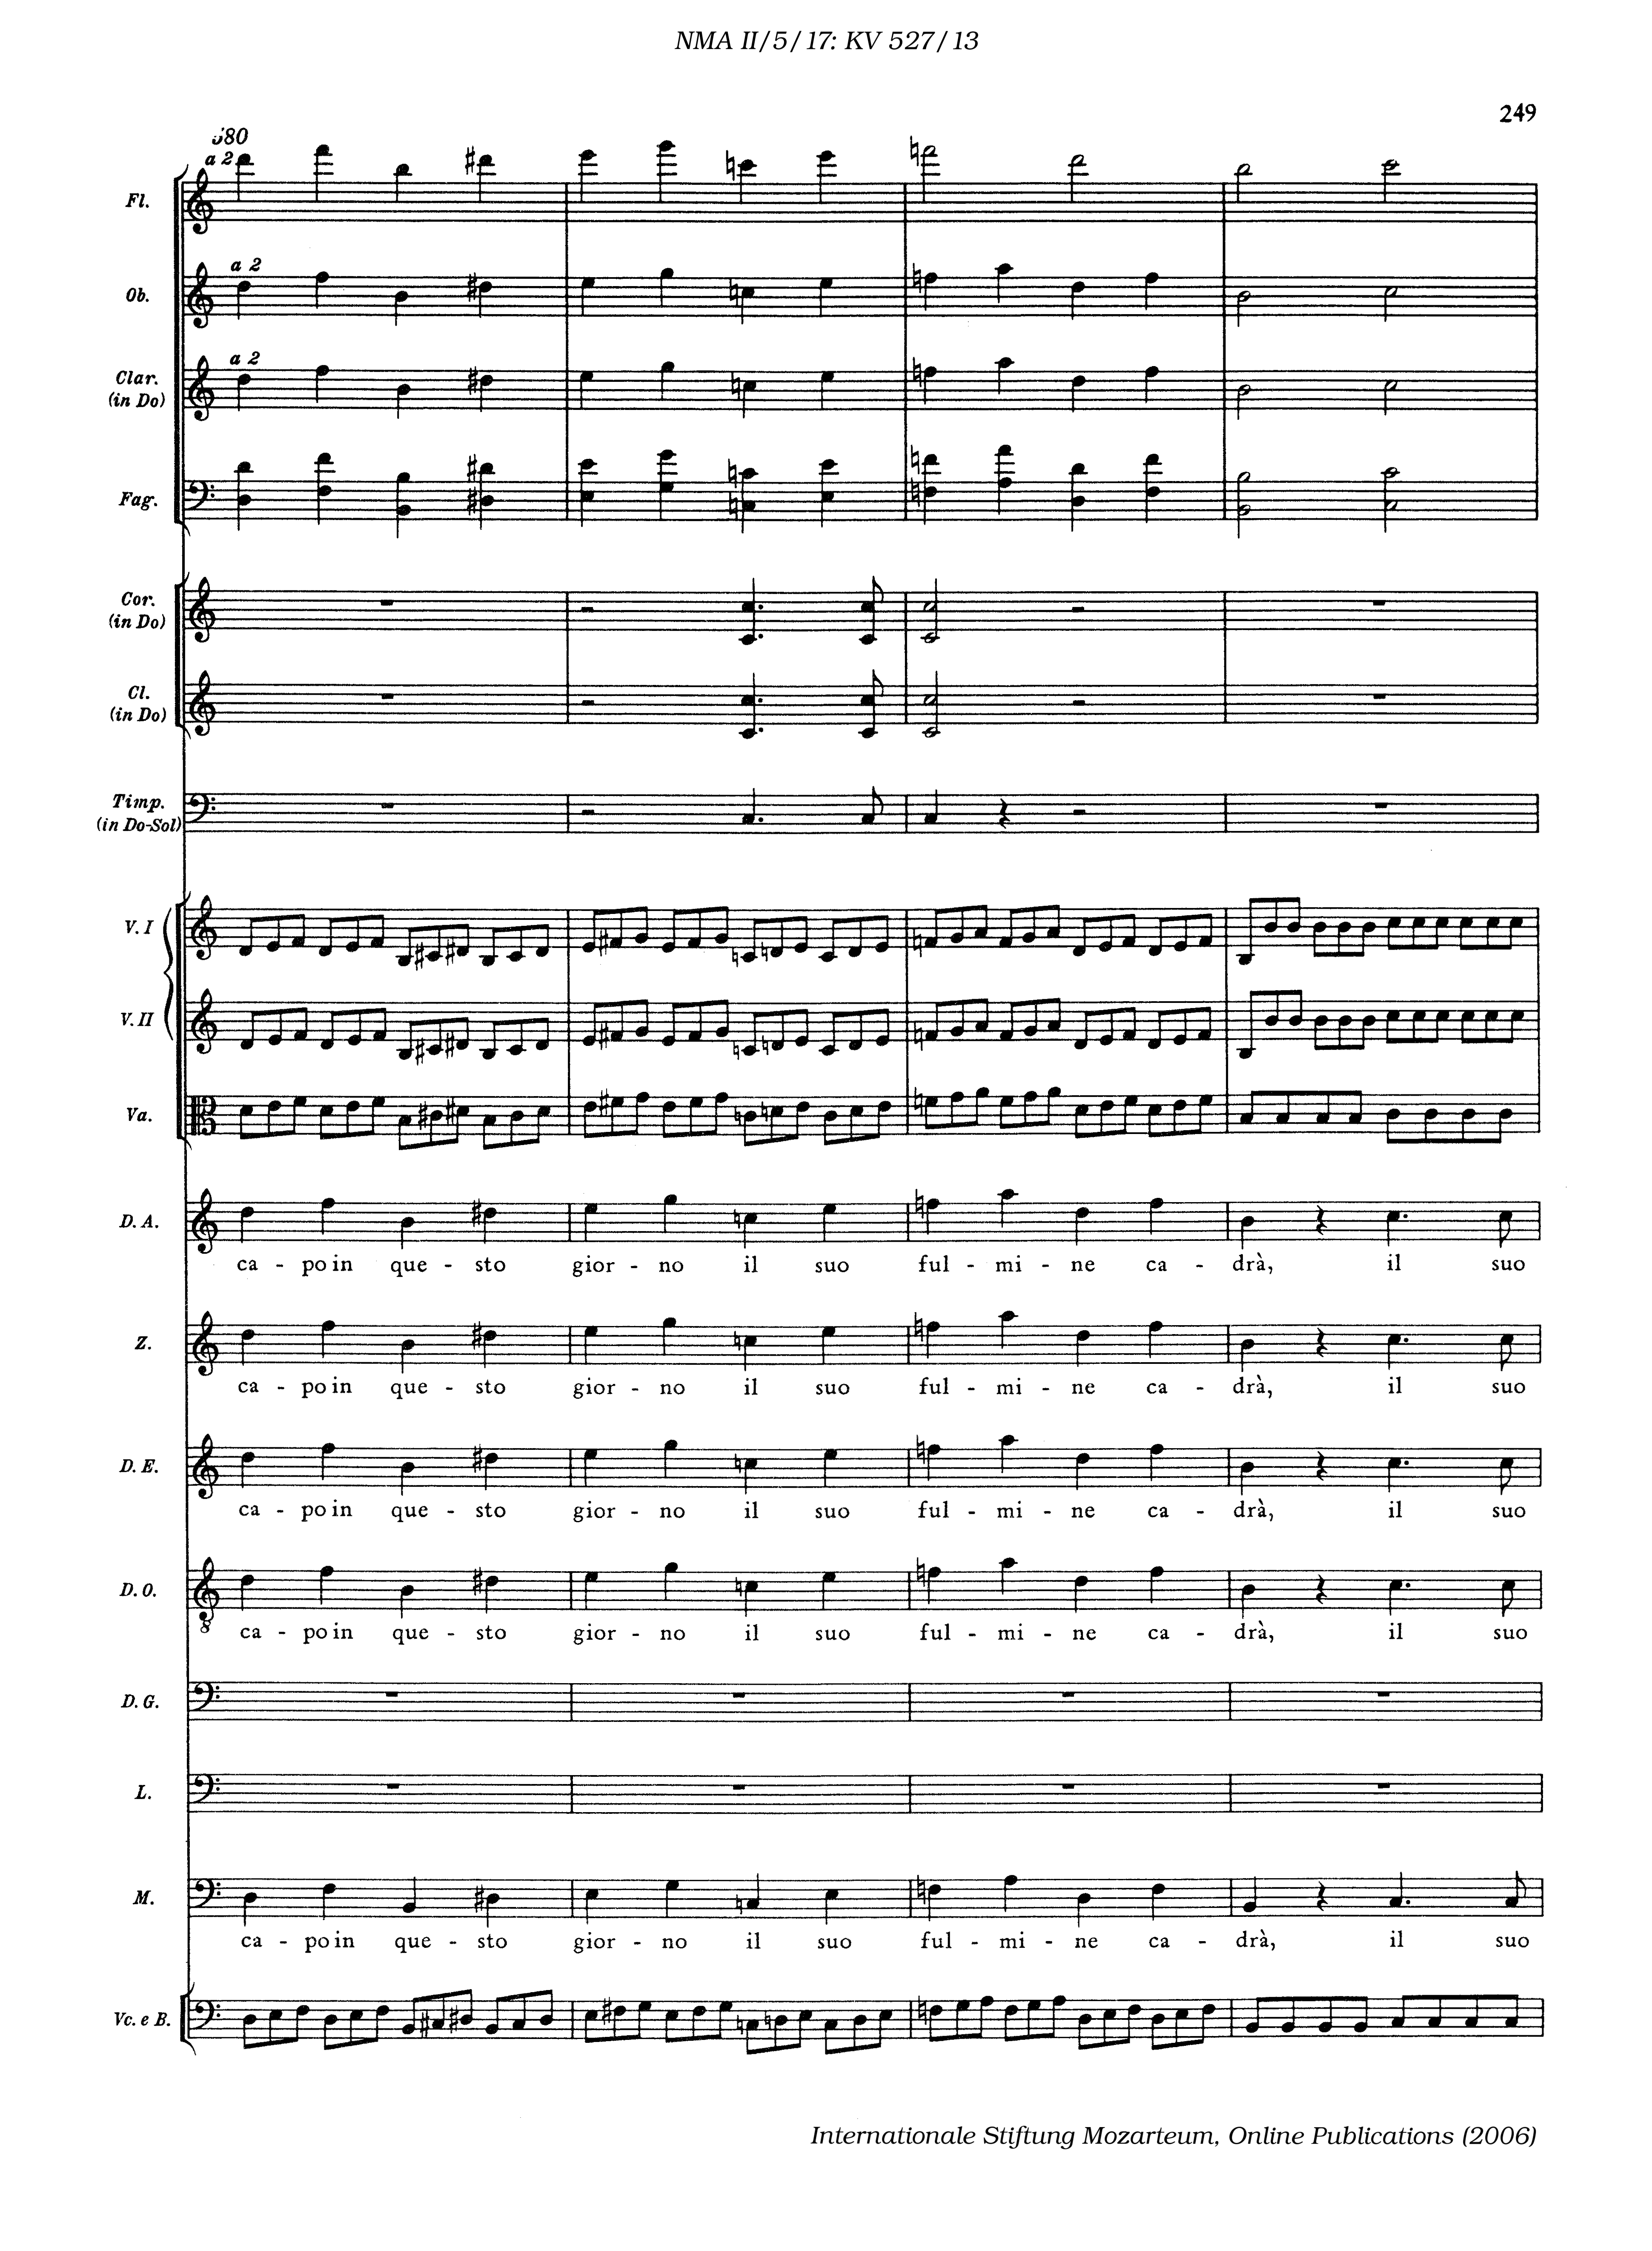 NMA II/5/17: KV 527/13
249
580
a 2
Fl.
a 2
Ob.
a 2
Clar.
(in Do)
Fag.
Cor.
(in Do)
Cl.
(in Do)
Timp.
(in Do-Sol)
V. I
V. II
Va.
D. A.
ca - po in que - sto gior - no il suo ful - mi - ne ca - drà, il suo
Z.
ca - po in que - sto gior - no il suo ful - mi - ne ca - drà, il suo
D. E.
ca - po in que - sto gior - no il suo ful - mi - ne ca - drà, il suo
D. O.
8
ca - po in que - sto gior - no il suo ful - mi - ne ca - drà, il suo
D. G.
L.
M.
ca - po in que - sto gior - no il suo ful - mi - ne ca - drà, il suo
Vc. e B.
Internationale Stiftung Mozarteum, Online Publications (2006)